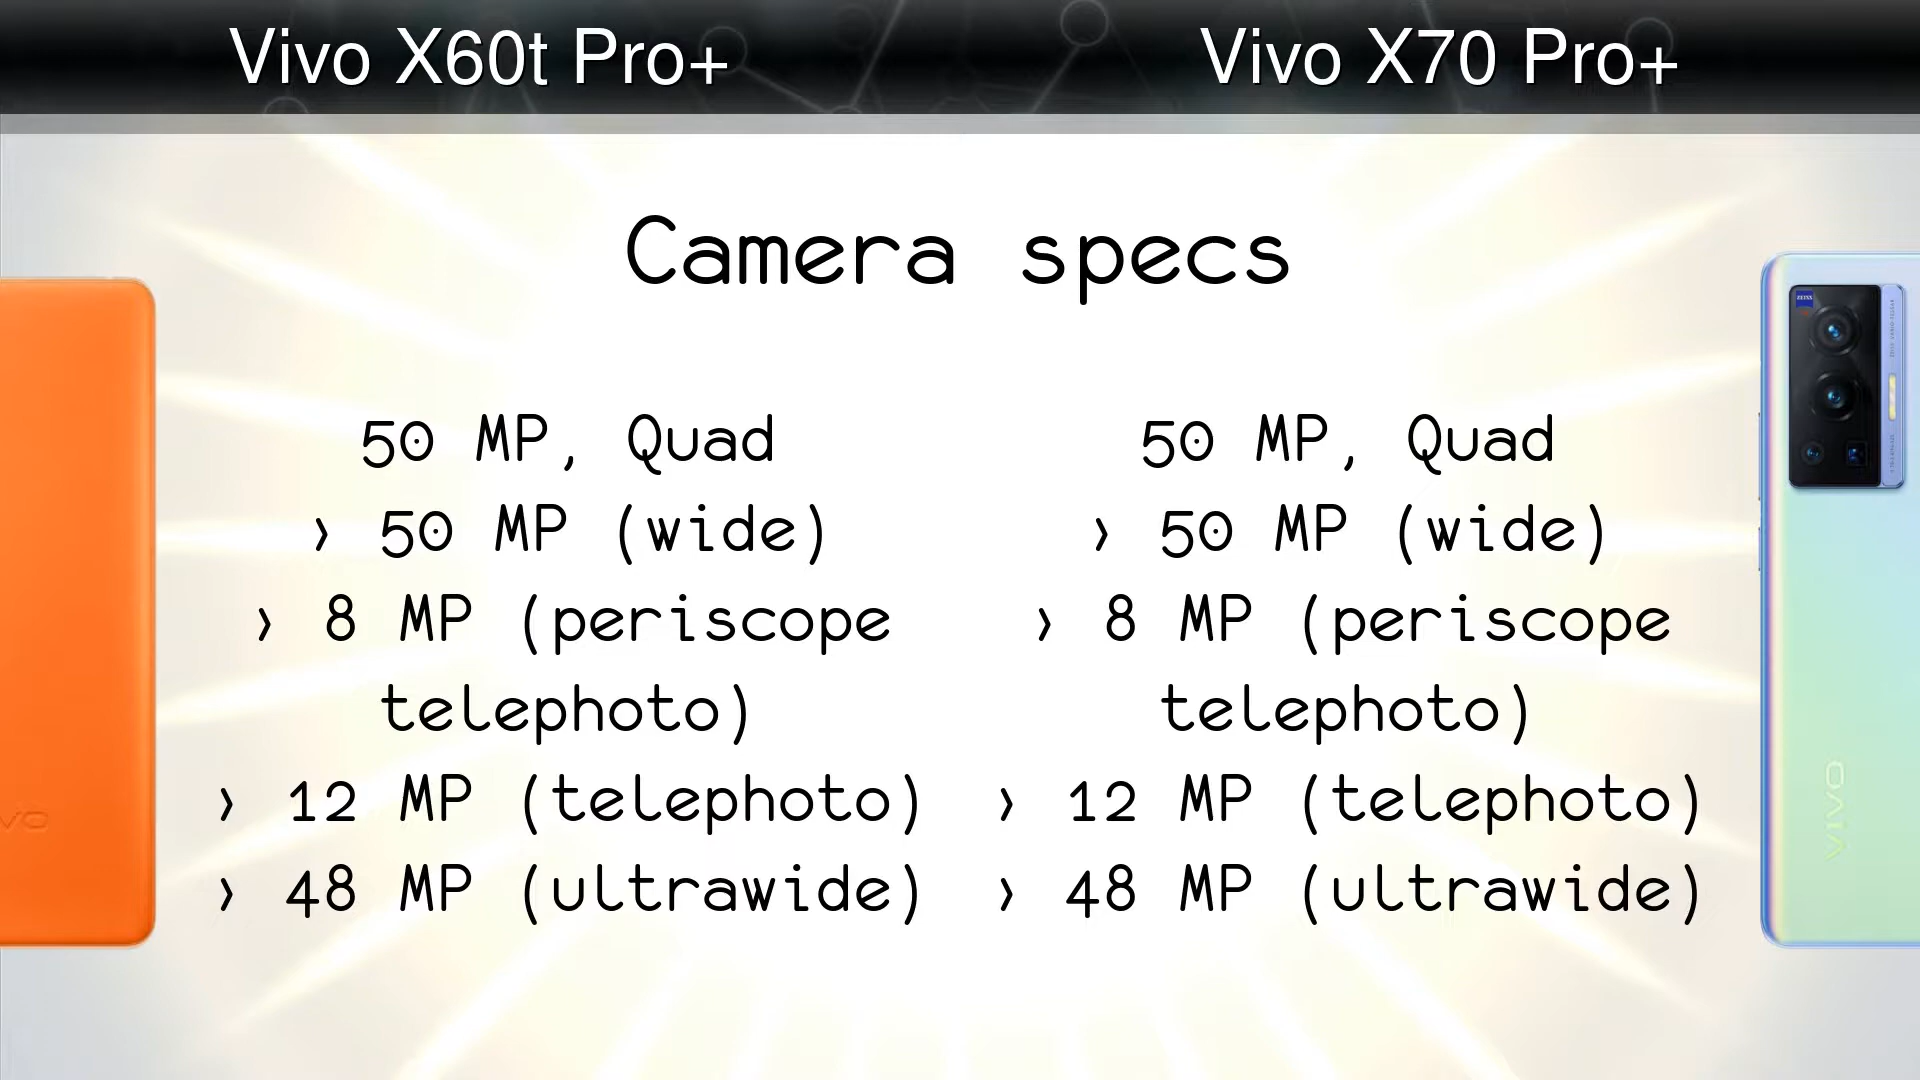 Vivo X60t Pro+
Vivo X70 Pro+
Camera specs
50 MP, Quad
› 50 MP (wide)
› 8 MP (periscope
telephoto)
› 12 MP (telephoto)
› 48 MP (ultrawide)
50 MP, Quad
› 50 MP (wide)
› 8 MP (periscope
telephoto)
› 12 MP (telephoto)
› 48 MP (ultrawide)
ZEISS
vivo